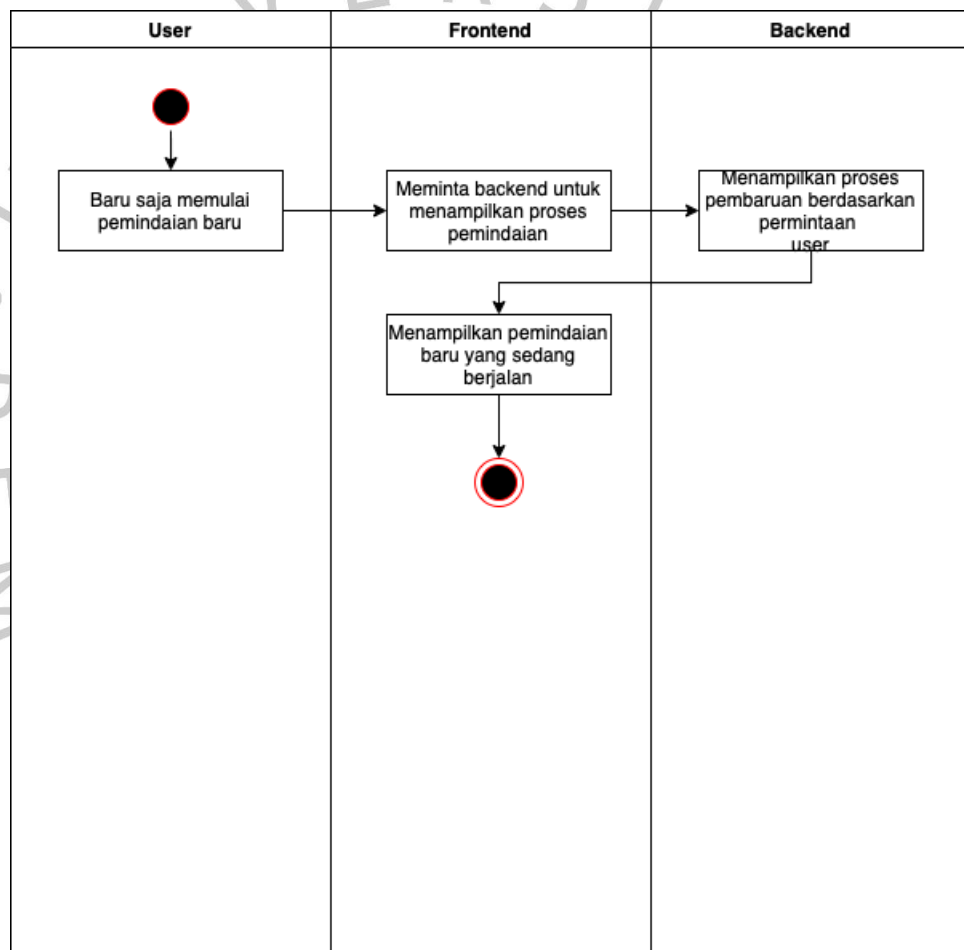 User
Frontend
Backend
Baru saja memulai
pemindaian baru
Meminta backend untuk
menampilkan proses
pemindaian
Menampilkan proses
pembaruan berdasarkan
permintaan
user
Menampilkan pemindaian
baru yang sedang
berjalan